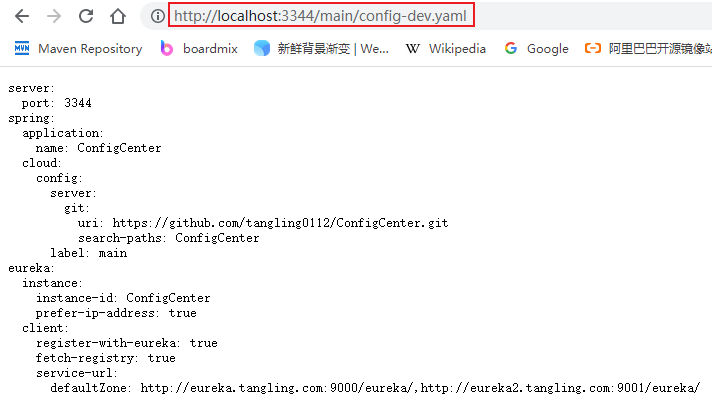 http://localhost:3344/main/config-dev.yaml
MVN Maven Repository boardmix 新鲜背景渐变 | We... W Wikipedia G Google 阿里巴巴开源镜像站
server:
  port: 3344
spring:
  application:
    name: ConfigCenter
  cloud:
    config:
      server:
        git:
          uri: https://github.com/tangling0112/ConfigCenter.git
          search-paths: ConfigCenter
      label: main
eureka:
  instance:
    instance-id: ConfigCenter
    prefer-ip-address: true
  client:
    register-with-eureka: true
    fetch-registry: true
    service-url:
      defaultZone: http://eureka.tangling.com:9000/eureka/,http://eureka2.tangling.com:9001/eureka/